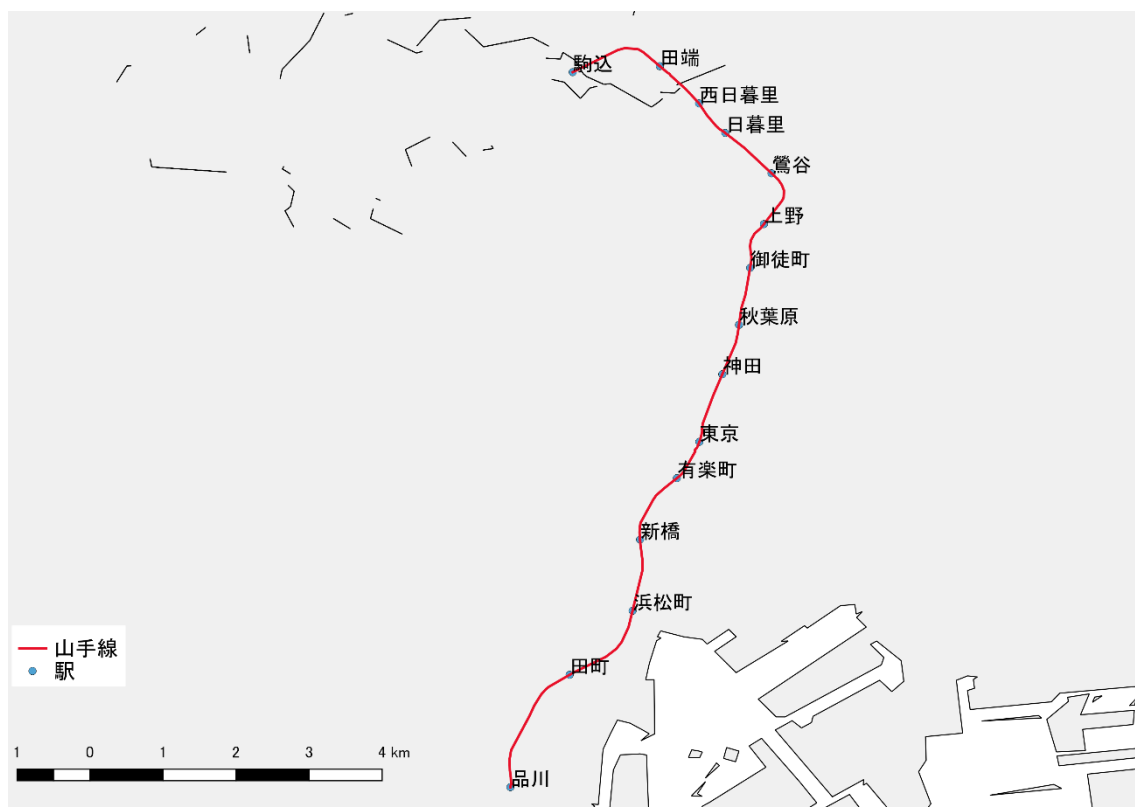 駒込
田端
西日暮里
日暮里
鶯谷
上野
御徒町
秋葉原
神田
東京
有楽町
新橋
浜松町
田町
品川
山手線
駅
1 0 1 2 3 4 km